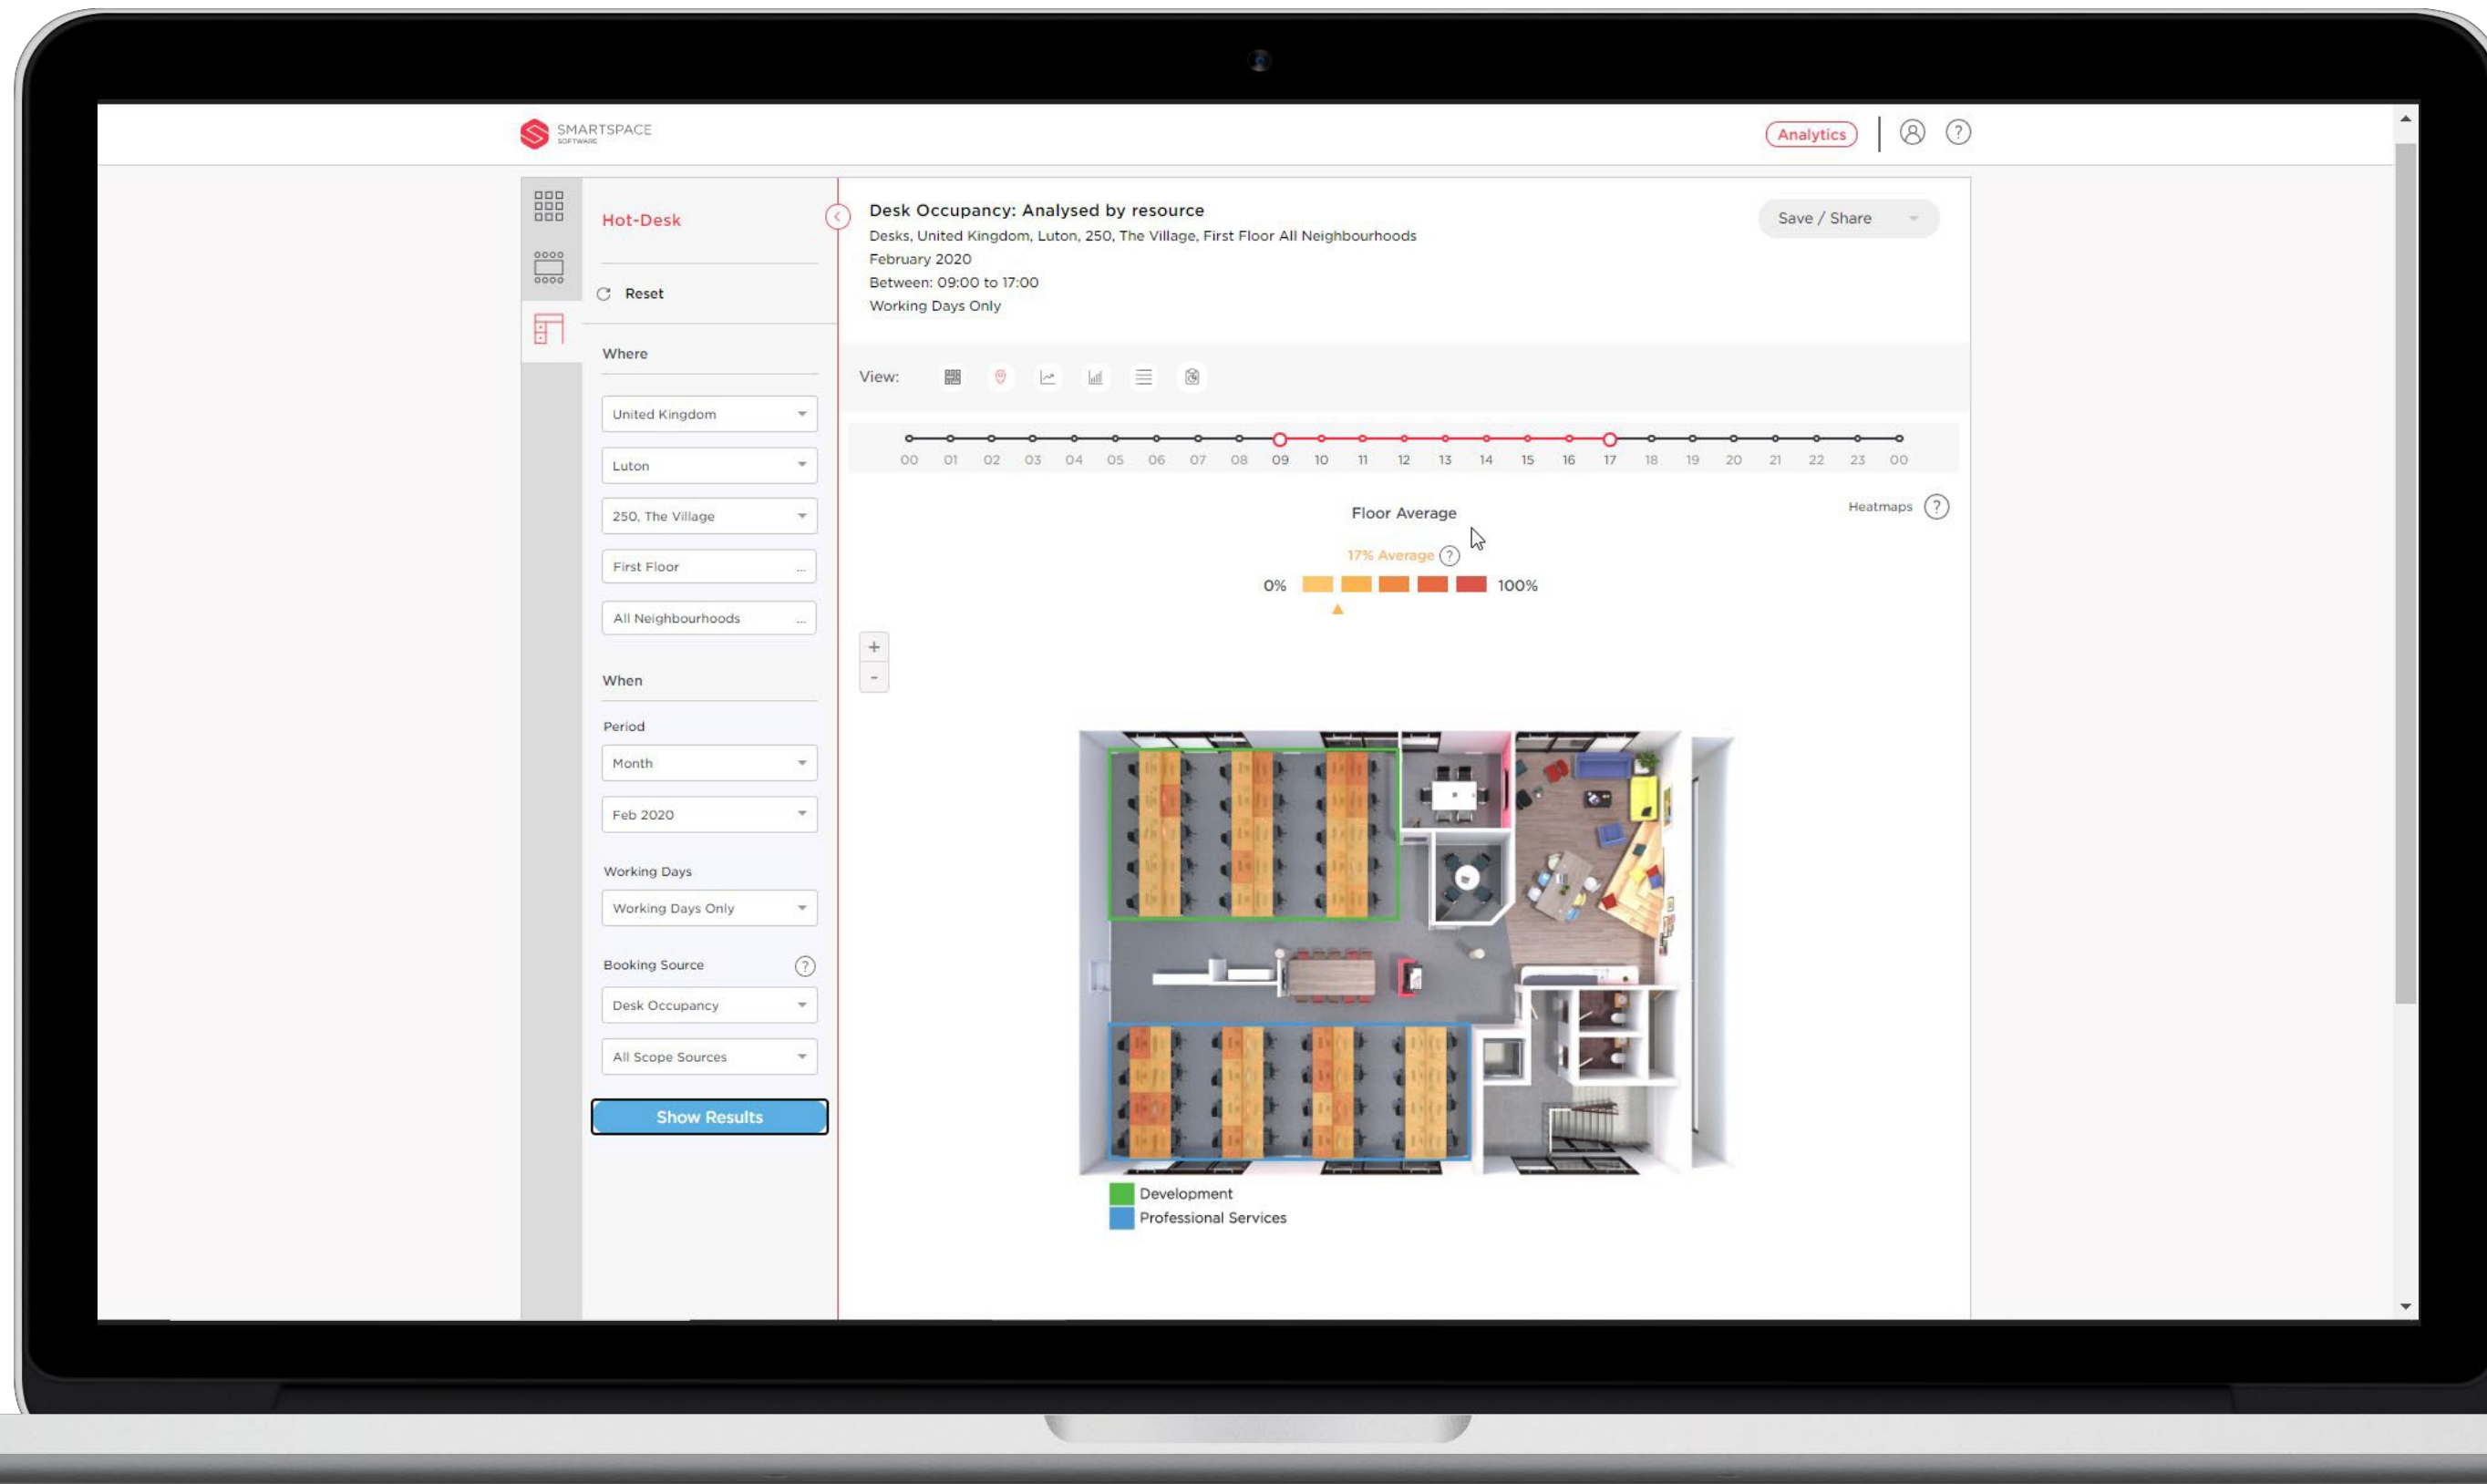 SMARTSPACE
SOFTWARE
Analytics
?
Hot-Desk
Reset
Where
United Kingdom
Luton
250, The Village
First Floor ...
All Neighbourhoods ...
When
Period
Month
Feb 2020
Working Days
Working Days Only
Booking Source ?
Desk Occupancy
All Scope Sources
Show Results
Desk Occupancy: Analysed by resource
Desks, United Kingdom, Luton, 250, The Village, First Floor All Neighbourhoods
February 2020
Between: 09:00 to 17:00
Working Days Only
Save / Share
View:
00 01 02 03 04 05 06 07 08 09 10 11 12 13 14 15 16 17 18 19 20 21 22 23 00
Floor Average
Heatmaps ?
17% Average ?
0% 100%
+
-
Development
Professional Services